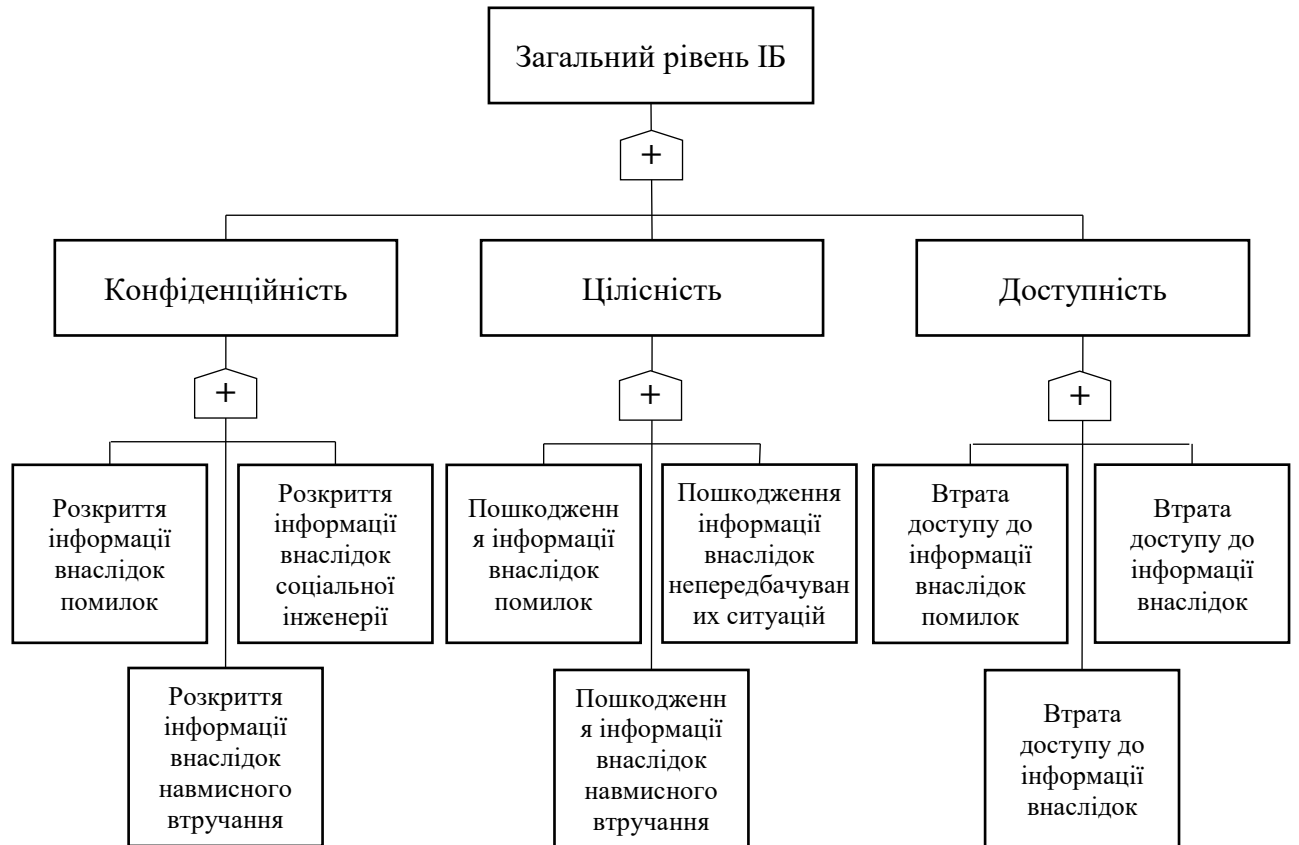 Загальний рівень ІБ
+
Конфіденційність
Цілісність
Доступність
+
+
+
Розкриття
інформації
внаслідок
помилок
Розкриття
інформації
внаслідок
соціальної
інженерії
Пошкодженн
я інформації
внаслідок
помилок
Пошкодження
інформації
внаслідок
непередбачуван
их ситуацій
Втрата
доступу до
інформації
внаслідок
помилок
Втрата
доступу до
інформації
внаслідок
Розкриття
інформації
внаслідок
навмисного
втручання
Пошкодженн
я інформації
внаслідок
навмисного
втручання
Втрата
доступу до
інформації
внаслідок